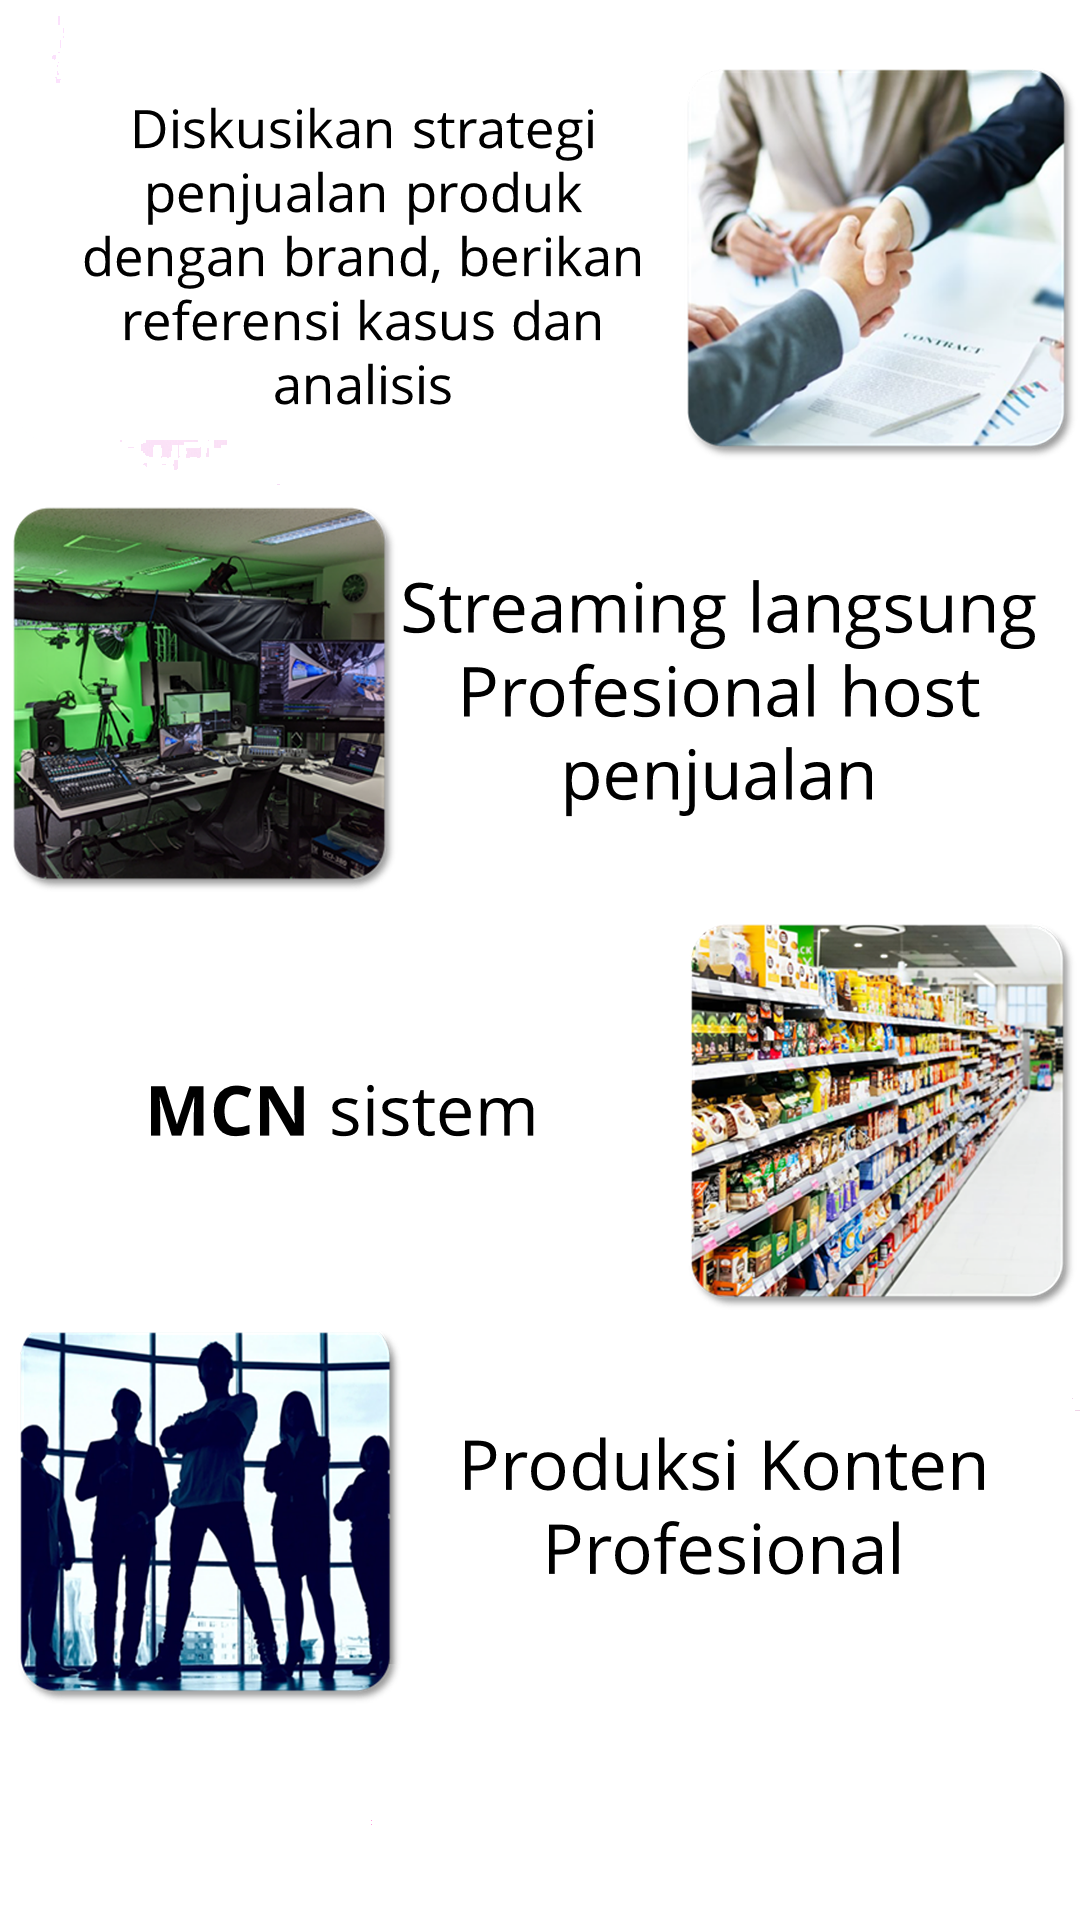 Diskusikan strategi
penjualan produk
dengan brand, berikan
referensi kasus dan
analisis
CONTRACT
Streaming langsung
Profesional host
penjualan
MCN sistem
Produksi Konten
Profesional